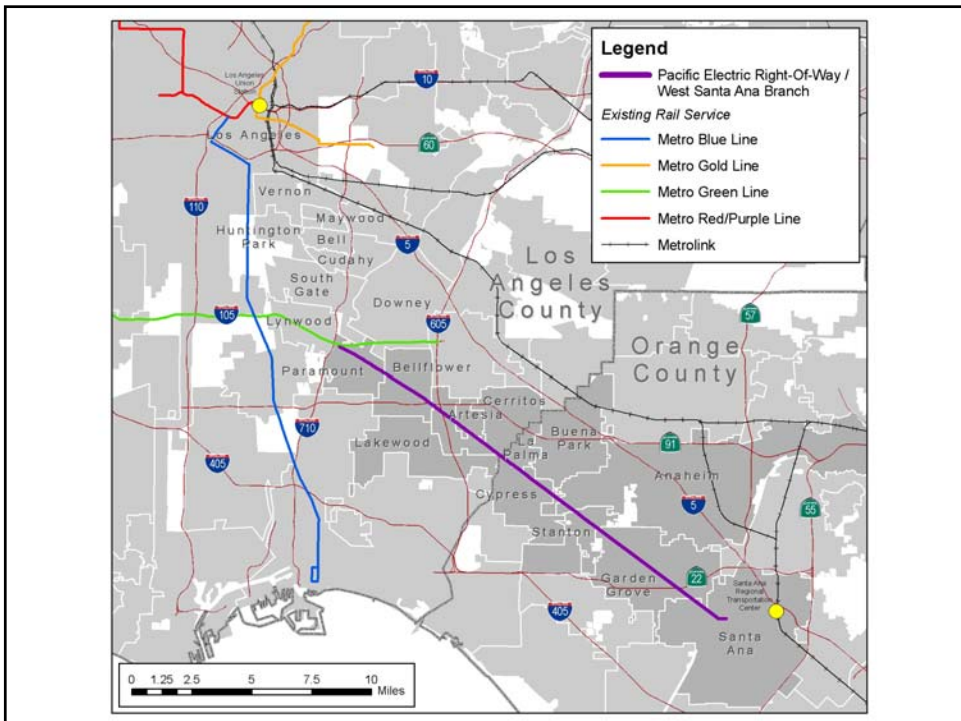 Legend
Pacific Electric Right-Of-Way /
West Santa Ana Branch
Existing Rail Service
Metro Blue Line
Metro Gold Line
Metro Green Line
Metro Red/Purple Line
Metrolink
Los Angeles
Union
Station
10
Los Angeles
60
Vernon
110
Maywood
Huntington
Park
Bell
5
Cudahy
Los
Angeles
County
South
Gate
Downey
57
105
Lynwood
605
Orange
County
Paramount
Bellflower
Cerritos
Artesia
710
Lakewood
La
Palma
Buena
Park
91
405
Anaheim
Cypress
5
55
Stanton
Garden
Grove
22
Santa Ana
Regional
Transportation
Center
405
Santa
Ana
0 1.25 2.5 5 7.5 10
Miles